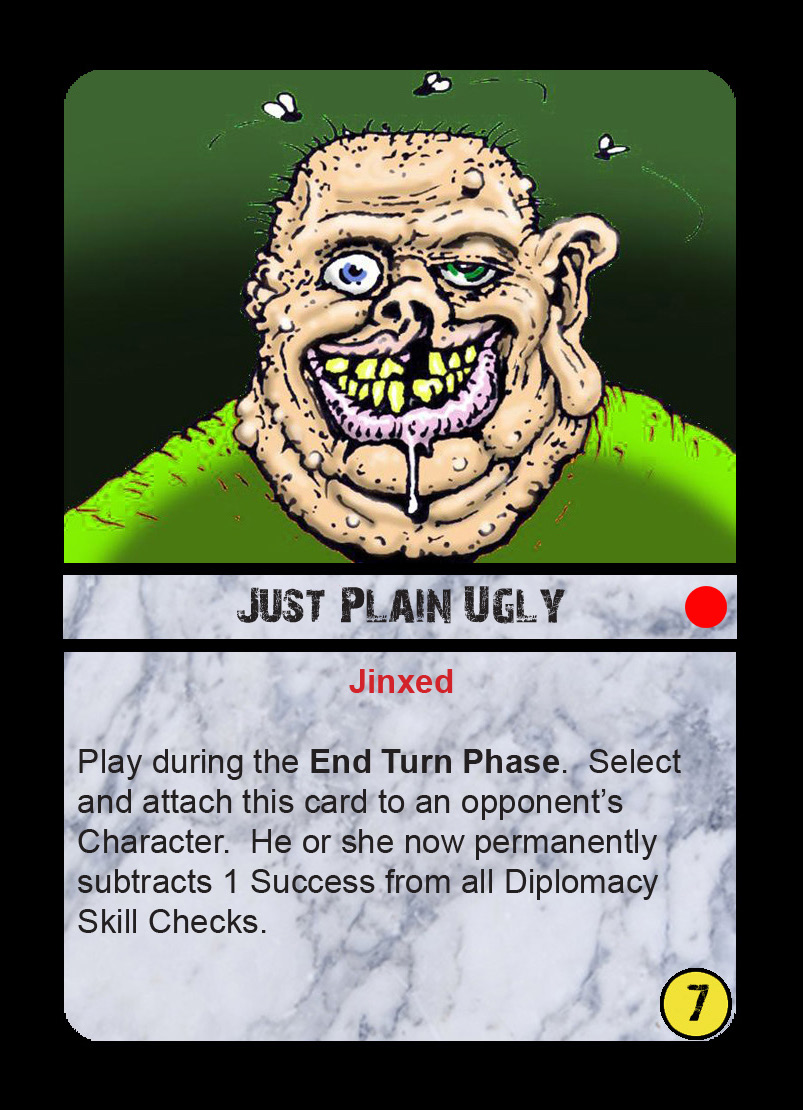 Just Plain Ugly
Jinxed
Play during the End Turn Phase.  Select
and attach this card to an opponent’s
Character.  He or she now permanently
subtracts 1 Success from all Diplomacy
Skill Checks.
7